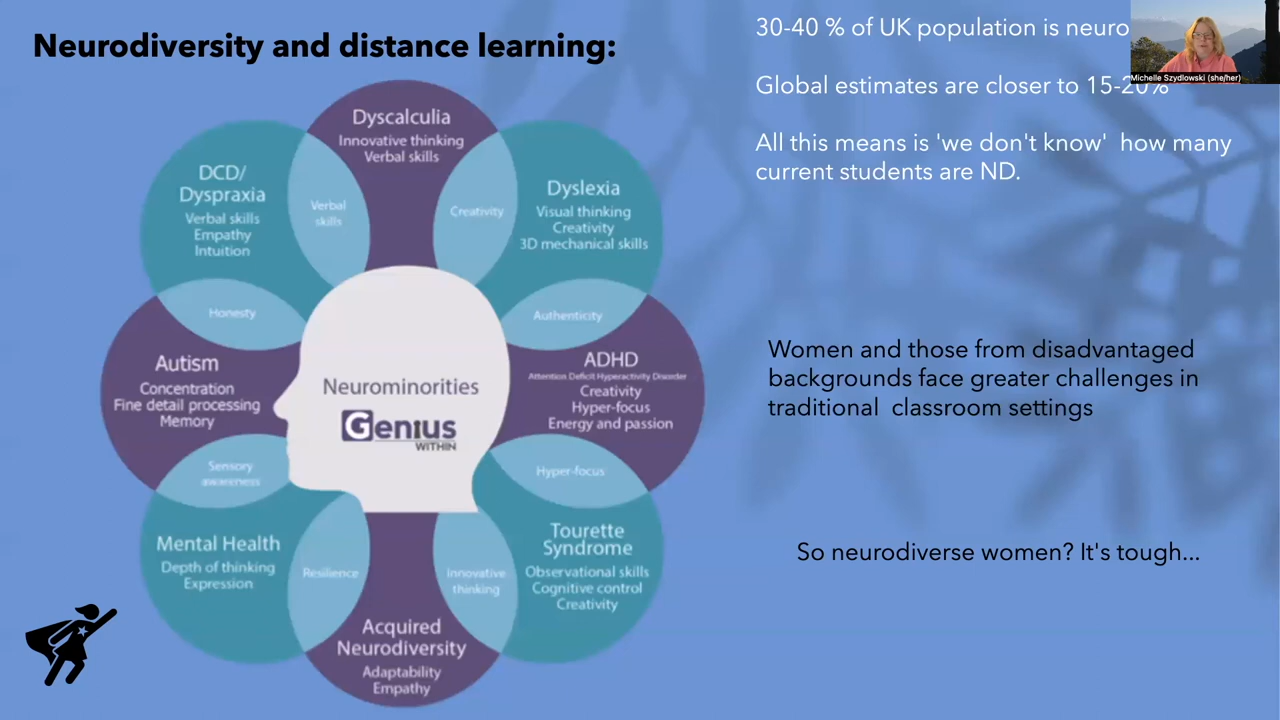 Neurodiversity and distance learning:
30-40 % of UK population is neuro
Michelle Szydlowski (she/her)
Global estimates are closer to 15-20%
All this means is 'we don't know' how many
current students are ND.
Women and those from disadvantaged
backgrounds face greater challenges in
traditional classroom settings
So neurodiverse women? It's tough...
Dyscalculia
Innovative thinking
Verbal skills
Creativity
Dyslexia
Visual thinking
Creativity
3D mechanical skills
Authenticity
ADHD
Attention Deficit Hyperactivity Disorder
Creativity
Hyper-focus
Energy and passion
Hyper-focus
Tourette
Syndrome
Observational skills
Cognitive control
Creativity
Innovative
thinking
Acquired
Neurodiversity
Adaptability
Empathy
Resilience
Mental Health
Depth of thinking
Expression
Sensory
awareness
Autism
Concentration
Fine detail processing
Memory
Honesty
DCD/
Dyspraxia
Verbal skills
Empathy
Intuition
Verbal
skills
Neurominorities
Genius
WITHIN